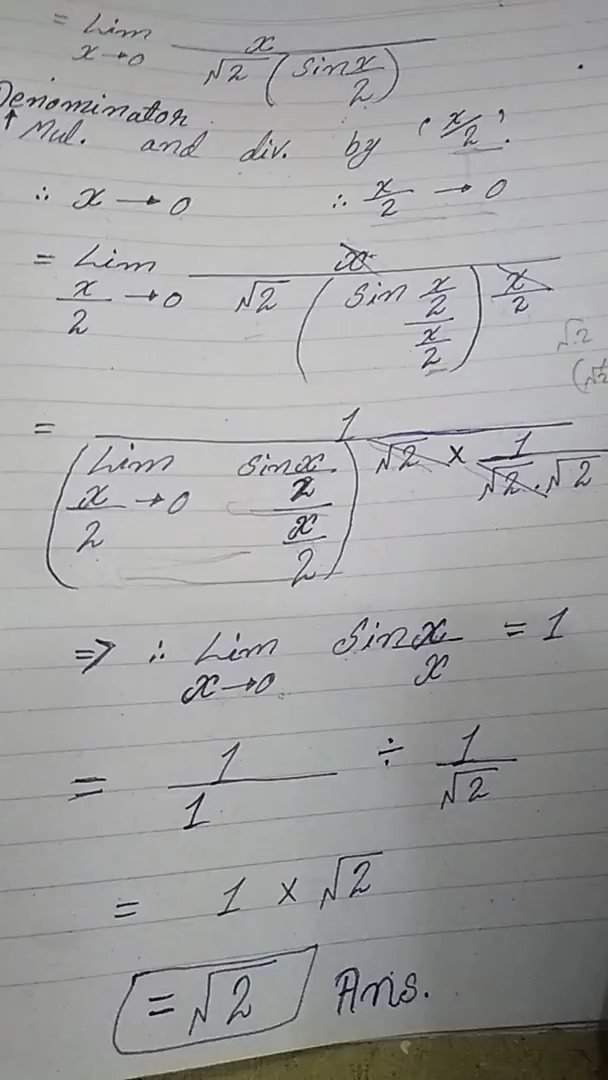 = Lim x→0 x / √2 (Sin x/2)
Denominator
↑ Mul. and div. by ' x/2 '.
∴ x → 0 ∴ x/2 → 0
= Lim x/2 → 0 x / √2 ( Sin x/2 / x/2 ) x/2
√2
= 1 / ( Lim x/2 → 0 Sin x/2 / x/2 ) √2 × 1/√2.√2
⇒ ∴ Lim x→0 Sin x / x = 1
= 1/1 ÷ 1/√2
= 1 × √2
= √2 Ans.